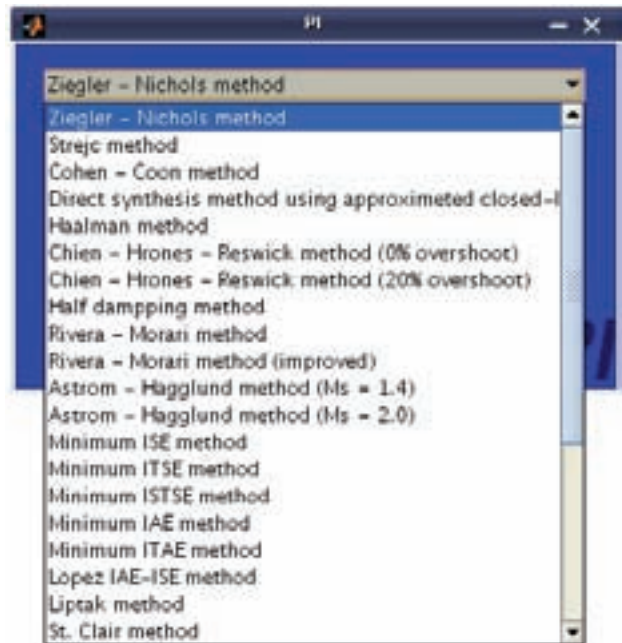 PI
Ziegler – Nichols method
Ziegler – Nichols method
Strejc method
Cohen – Coon method
Direct synthesis method using approximeted closed-l
Haalman method
Chien – Hrones – Reswick method (0% overshoot)
Chien – Hrones – Reswick method (20% overshoot)
Half dampping method
Rivera – Morari method
Rivera – Morari method (improved)
PI
Astrom – Hagglund method (Ms = 1.4)
Astrom – Hagglund method (Ms = 2.0)
Minimum ISE method
Minimum ITSE method
Minimum ISTSE method
Minimum IAE method
Minimum ITAE method
Lopez IAE-ISE method
Liptak method
St. Clair method